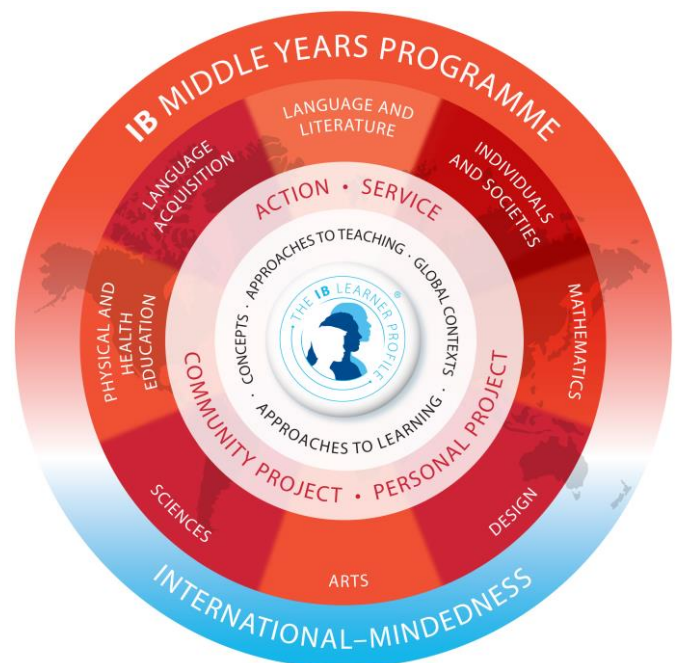 IB MIDDLE YEARS PROGRAMME
LANGUAGE AND
LITERATURE
INDIVIDUALS
AND SOCIETIES
MATHEMATICS
DESIGN
ARTS
SCIENCES
PHYSICAL AND
HEALTH
EDUCATION
LANGUAGE
ACQUISITION
ACTION • SERVICE
COMMUNITY PROJECT • PERSONAL PROJECT
CONCEPTS · APPROACHES TO TEACHING · GLOBAL CONTEXTS ·
APPROACHES TO LEARNING ·
THE IB LEARNER PROFILE ®
INTERNATIONAL–MINDEDNESS